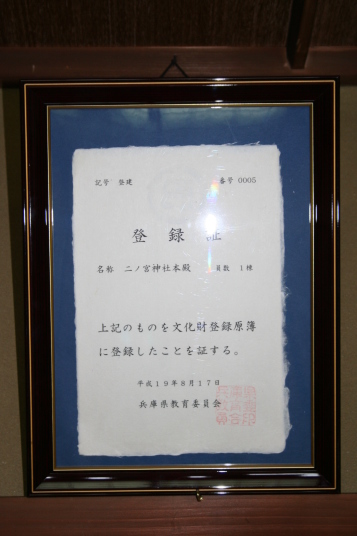 記号 登建 番号 0005
登録証
名称 二ノ宮神社本殿 員数 1棟
上記のものを文化財登録原簿
に登録したことを証する。
平成19年8月17日
兵庫県教育委員会